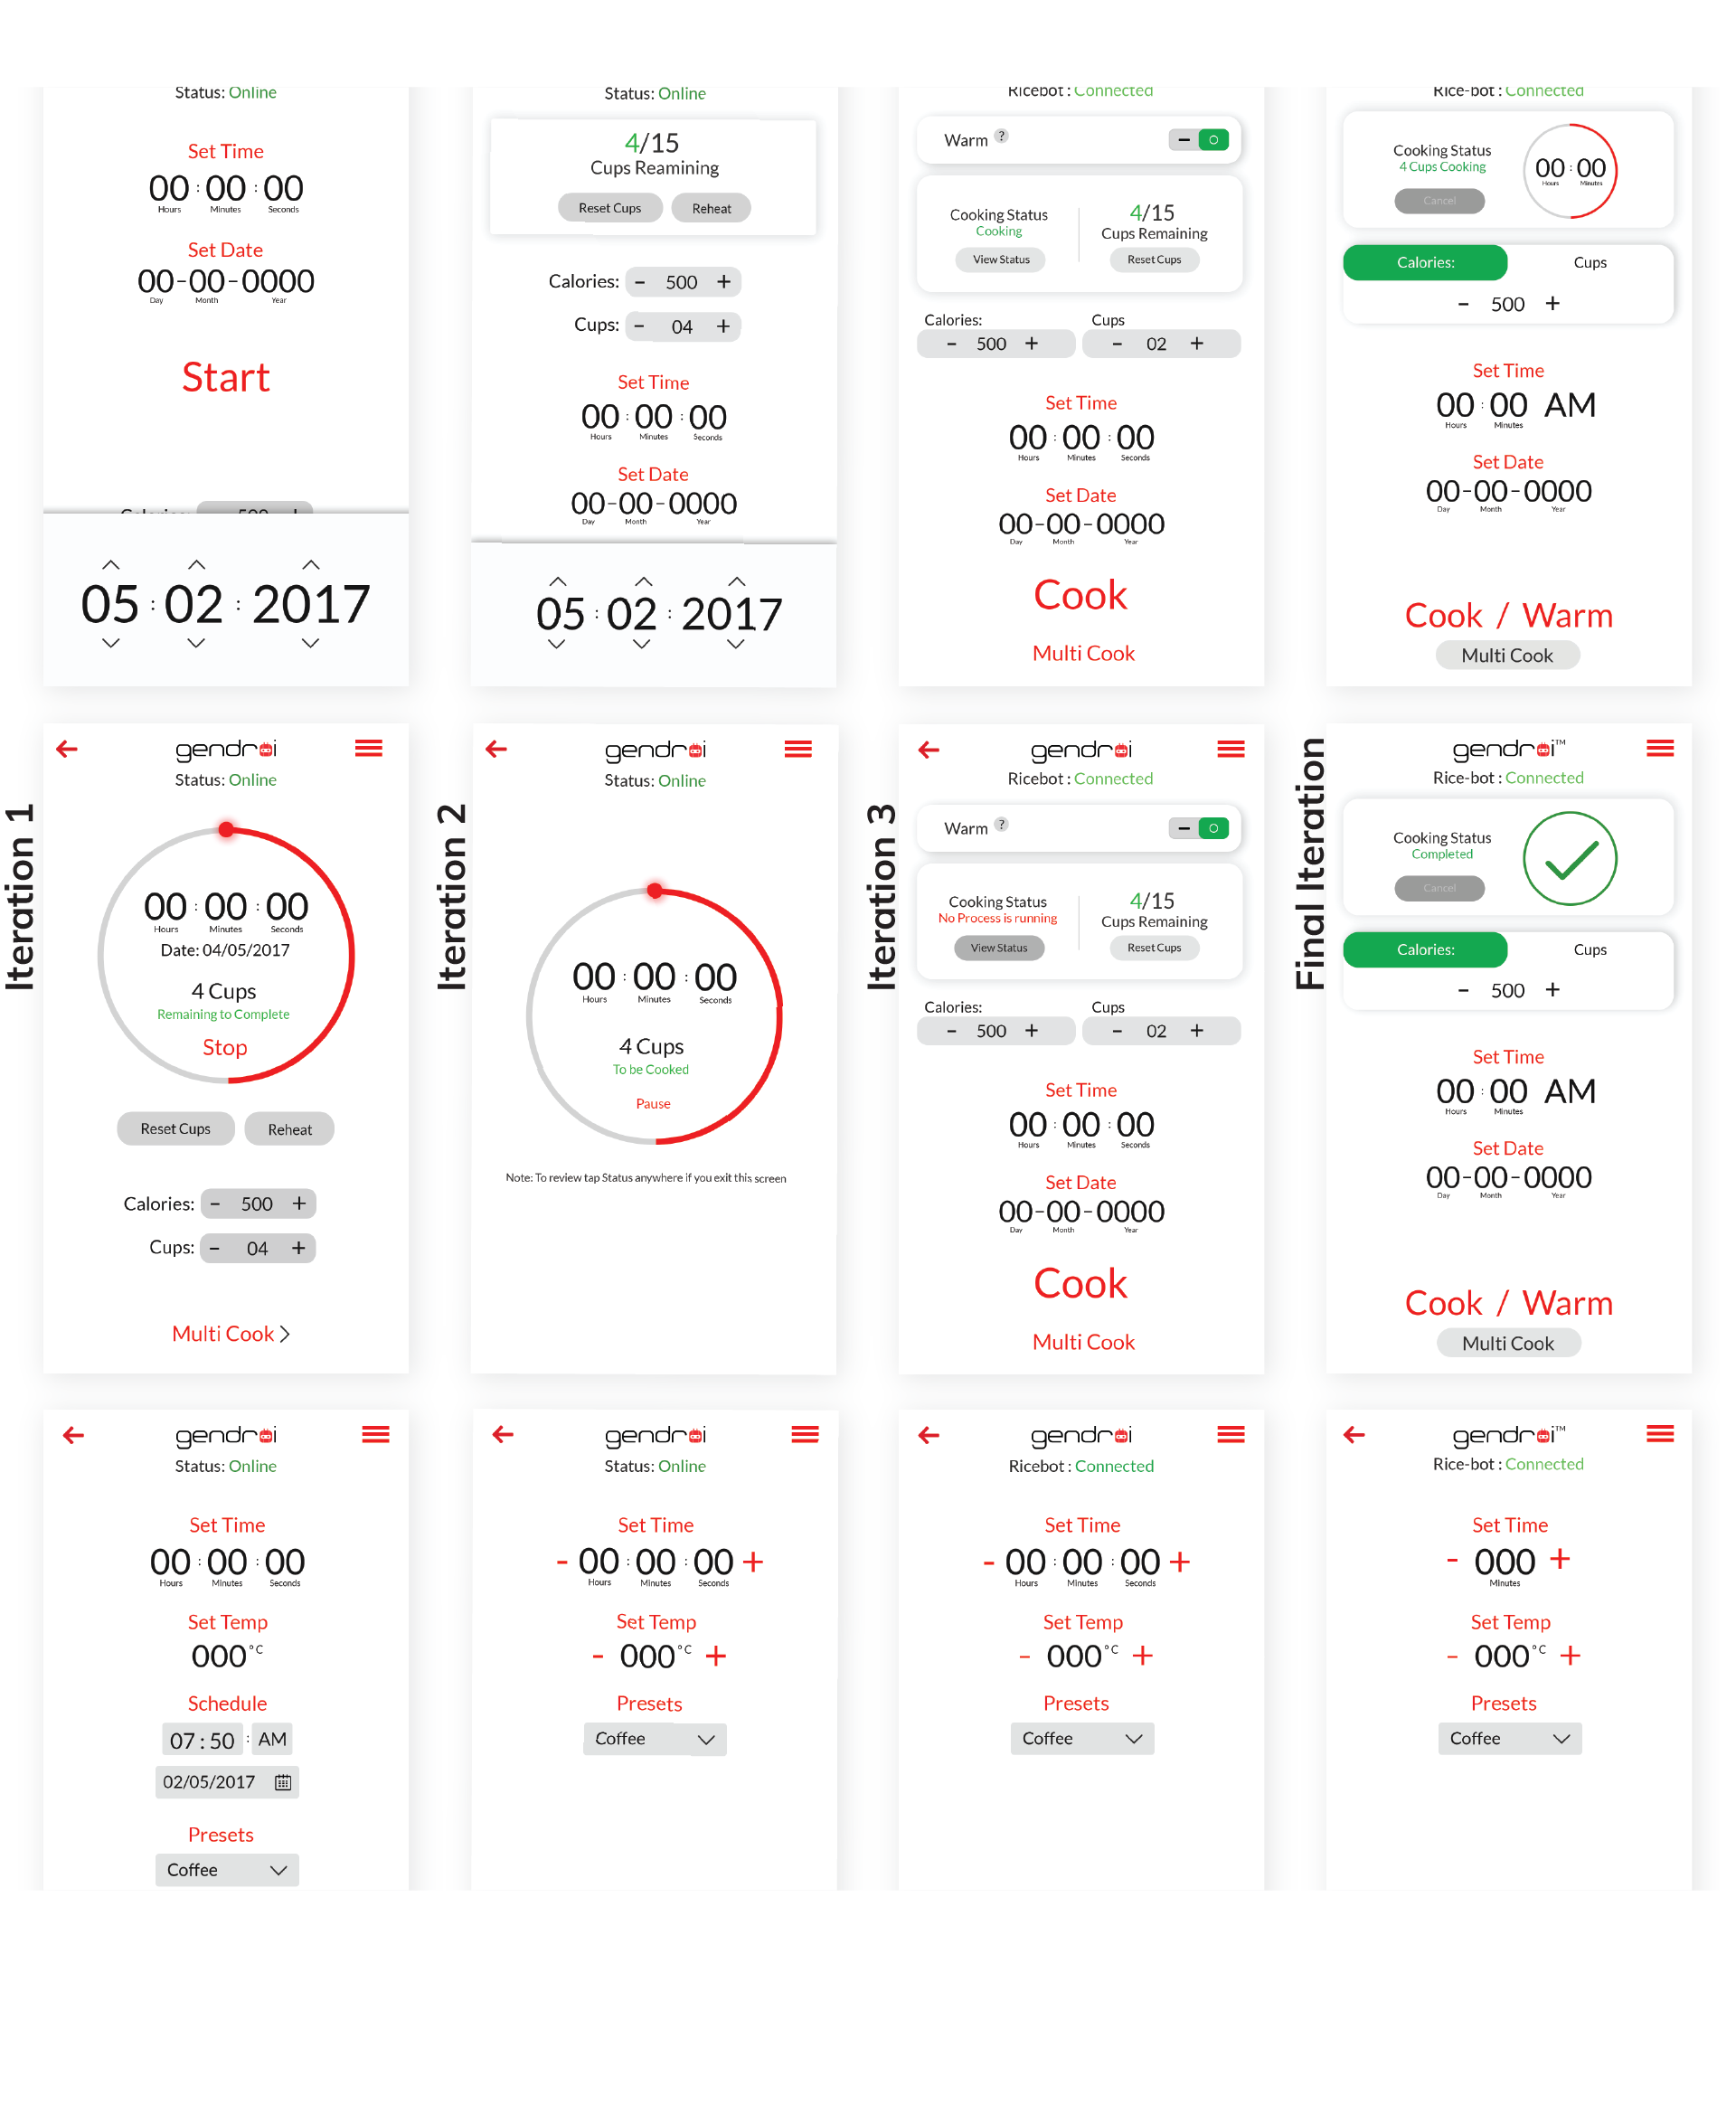 Status: Online
Set Time
00 : 00 : 00
Hours Minutes Seconds
Set Date
00-00-0000
Day Month Year
Start
05 : 02 : 2017
Status: Online
4/15
Cups Reamining
Reset Cups Reheat
Calories: - 500 +
Cups: - 04 +
Set Time
00 : 00 : 00
Hours Minutes Seconds
Set Date
00-00-0000
Day Month Year
05 : 02 : 2017
Ricebot : Connected
Warm ?
Cooking Status
Cooking
View Status
4/15
Cups Remaining
Reset Cups
Calories: Cups
- 500 + - 02 +
Set Time
00 : 00 : 00
Hours Minutes Seconds
Set Date
00-00-0000
Day Month Year
Cook
Multi Cook
Rice-bot : Connected
Cooking Status
4 Cups Cooking
Cancel
00 : 00
Hours Minutes
Calories: Cups
- 500 +
Set Time
00 : 00 AM
Hours Minutes
Set Date
00-00-0000
Day Month Year
Cook / Warm
Multi Cook
Iteration 1
gendroi
Status: Online
00 : 00 : 00
Hours Minutes Seconds
Date: 04/05/2017
4 Cups
Remaining to Complete
Stop
Reset Cups Reheat
Calories: - 500 +
Cups: - 04 +
Multi Cook >
Iteration 2
gendroi
Status: Online
00 : 00 : 00
Hours Minutes Seconds
4 Cups
To be Cooked
Pause
Note: To review tap Status anywhere if you exit this screen
Iteration 3
gendroi
Ricebot : Connected
Warm ?
Cooking Status
No Process is running
View Status
4/15
Cups Remaining
Reset Cups
Calories: Cups
- 500 + - 02 +
Set Time
00 : 00 : 00
Hours Minutes Seconds
Set Date
00-00-0000
Day Month Year
Cook
Multi Cook
Final Iteration
gendroi™
Rice-bot : Connected
Cooking Status
Completed
Cancel
Calories: Cups
- 500 +
Set Time
00 : 00 AM
Hours Minutes
Set Date
00-00-0000
Day Month Year
Cook / Warm
Multi Cook
gendroi
Status: Online
Set Time
00 : 00 : 00
Hours Minutes Seconds
Set Temp
000°C
Schedule
07 : 50 : AM
02/05/2017
Presets
Coffee
gendroi
Status: Online
Set Time
- 00 : 00 : 00 +
Hours Minutes Seconds
Set Temp
- 000°C +
Presets
Coffee
gendroi
Ricebot : Connected
Set Time
- 00 : 00 : 00 +
Hours Minutes Seconds
Set Temp
- 000°C +
Presets
Coffee
gendroi™
Rice-bot : Connected
Set Time
- 000 +
Minutes
Set Temp
- 000°C +
Presets
Coffee